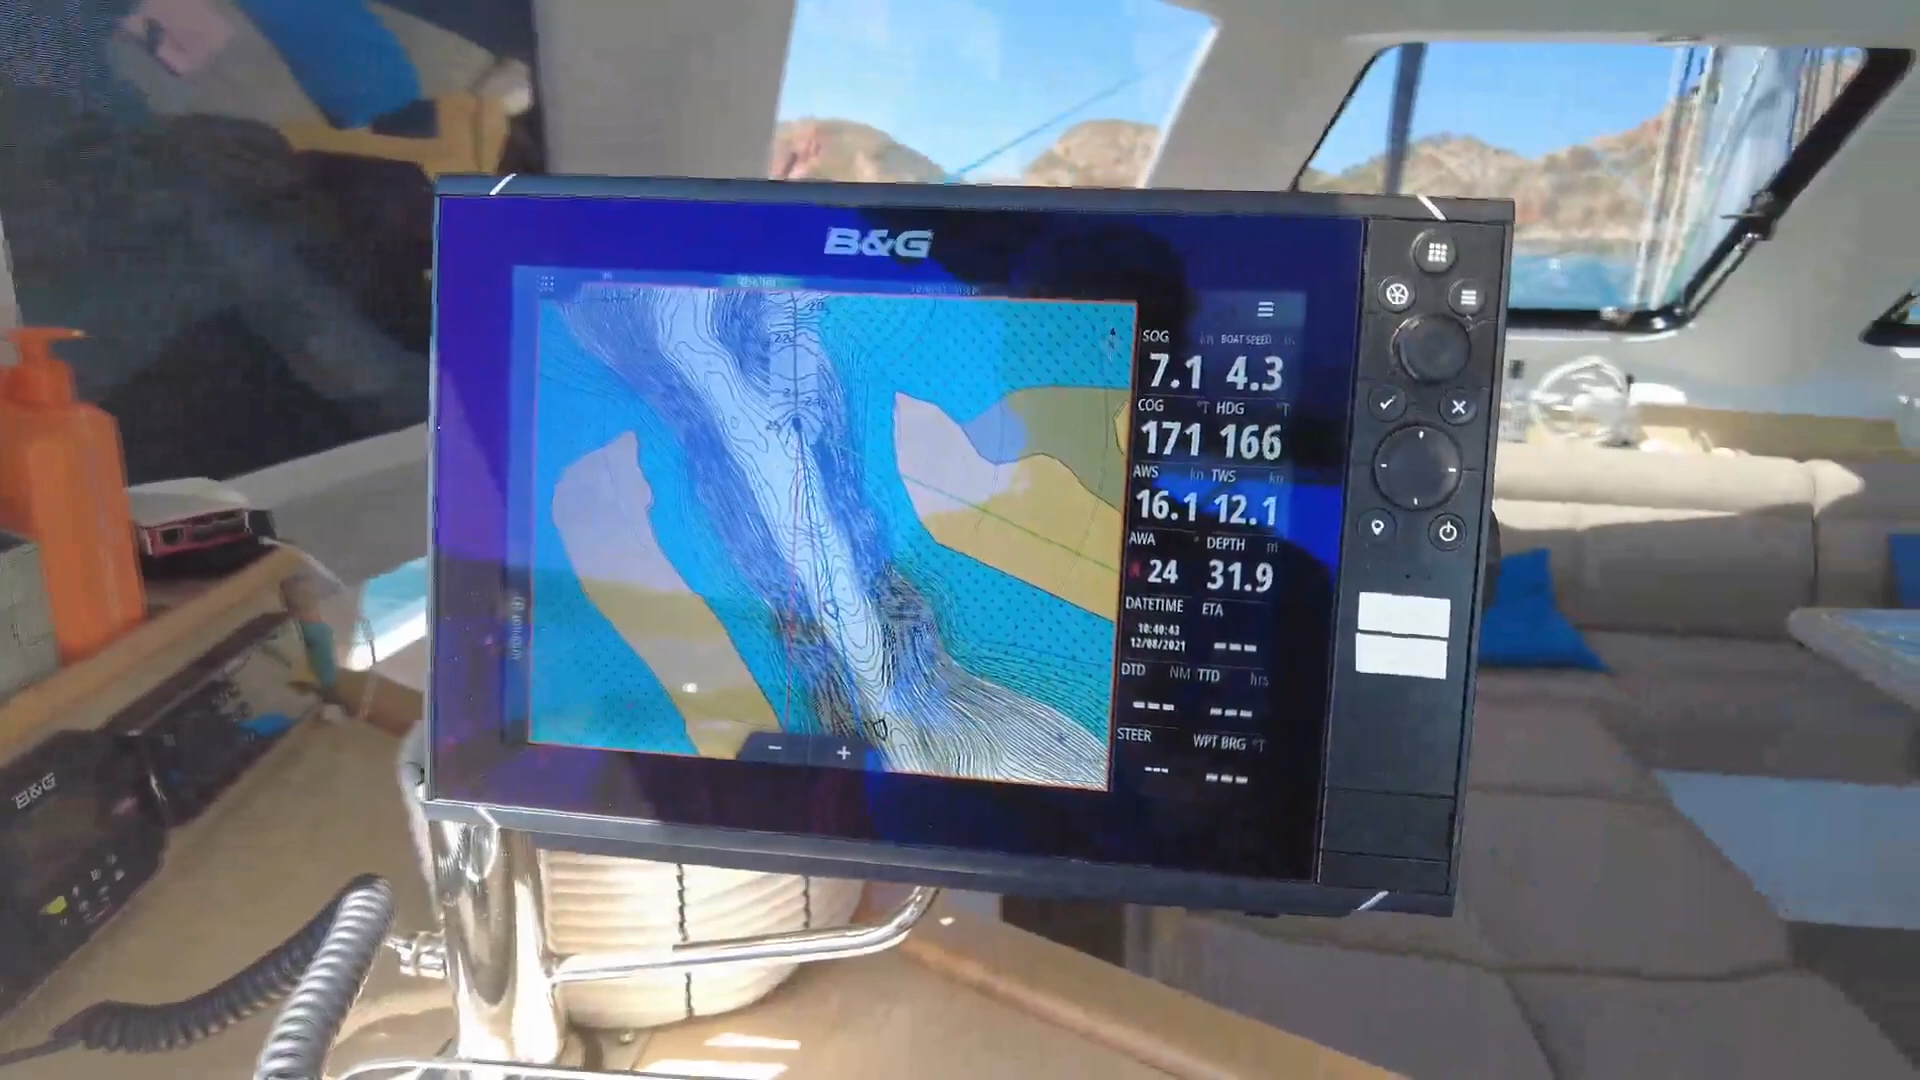 B&G
SOG kn BOAT SPEED kn
7.1 4.3
COG °T HDG °T
171 166
AWS kn TWS kn
16.1 12.1
AWA ° DEPTH m
24 31.9
DATETIME ETA
10:40:43
12/08/2021 ---
DTD NM TTD hrs
--- ---
STEER WPT BRG °T
--- ---
− +
B&G